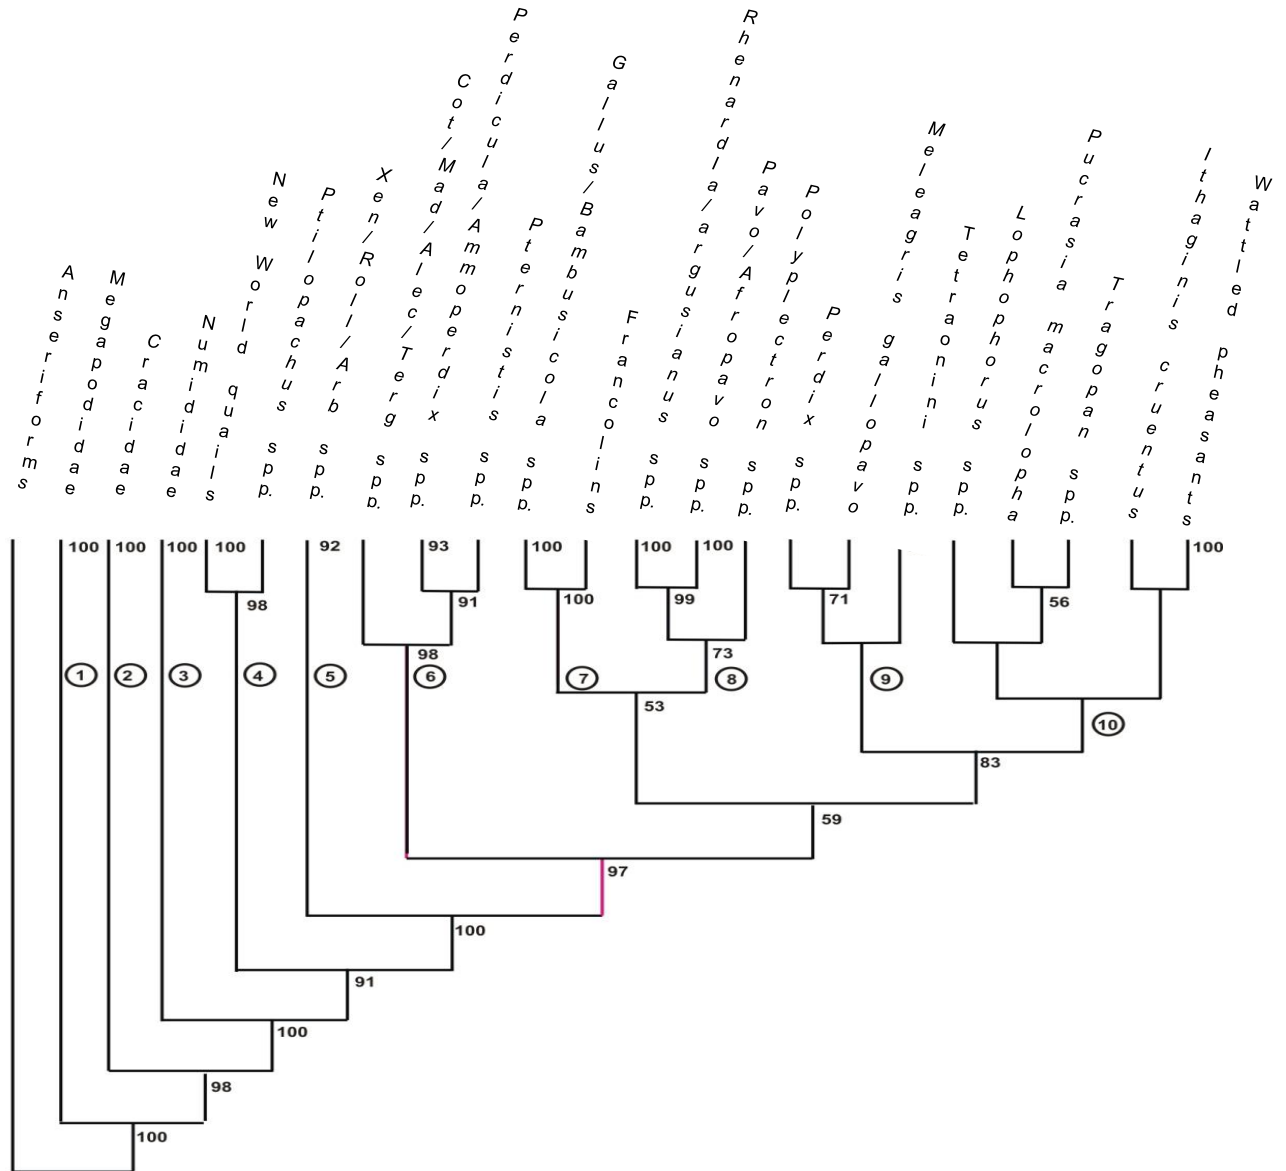 Anseriforms
Megapodidae
Cracidae
Numididae
New World quails
Ptilopachus spp.
Xen/Roll/Arb spp.
Cot/Mad/Alec/Terg spp.
Perdicula/Ammoperdix spp.
Pternistis spp.
Gallus/Bambusicola spp.
Francolins
Rhenardla/argusianus spp.
Pavo/Afropavo spp.
Polyplectron spp.
Perdix spp.
Meleagris gallopavo
Tetraonini spp.
Lophophorus spp.
Pucrasia macrolopha
Tragopan spp.
Ithaginis cruentus
Wattled pheasants
100 100 100 100 92 93 100 100 100 100
98 91 100 99 71 56
98 73
1 2 3 4 5 6 7 8 9
53 10
83
59
97
100
91
100
98
100